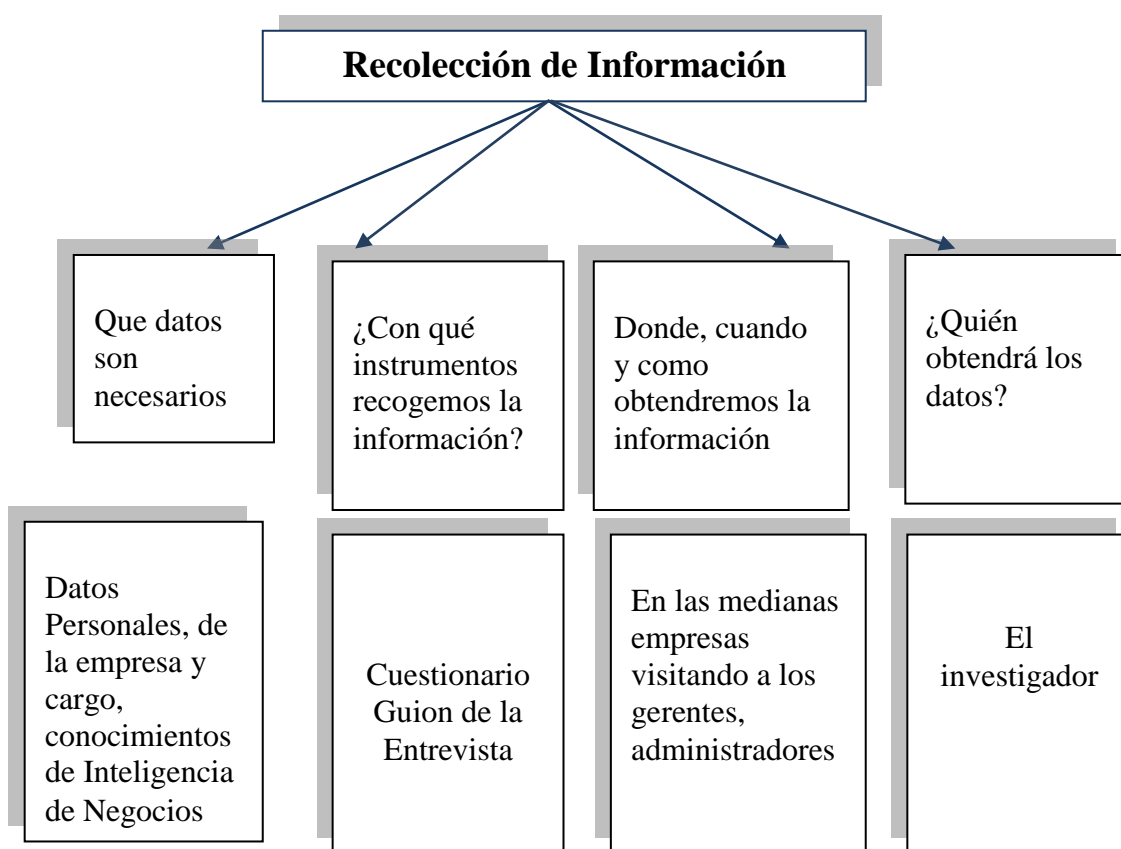 Recolección de Información
Que datos
son
necesarios
¿Con qué
instrumentos
recogemos la
información?
Donde, cuando
y como
obtendremos la
información
¿Quién
obtendrá los
datos?
Datos
Personales, de
la empresa y
cargo,
conocimientos
de Inteligencia
de Negocios
Cuestionario
Guion de la
Entrevista
En las medianas
empresas
visitando a los
gerentes,
administradores
El
investigador